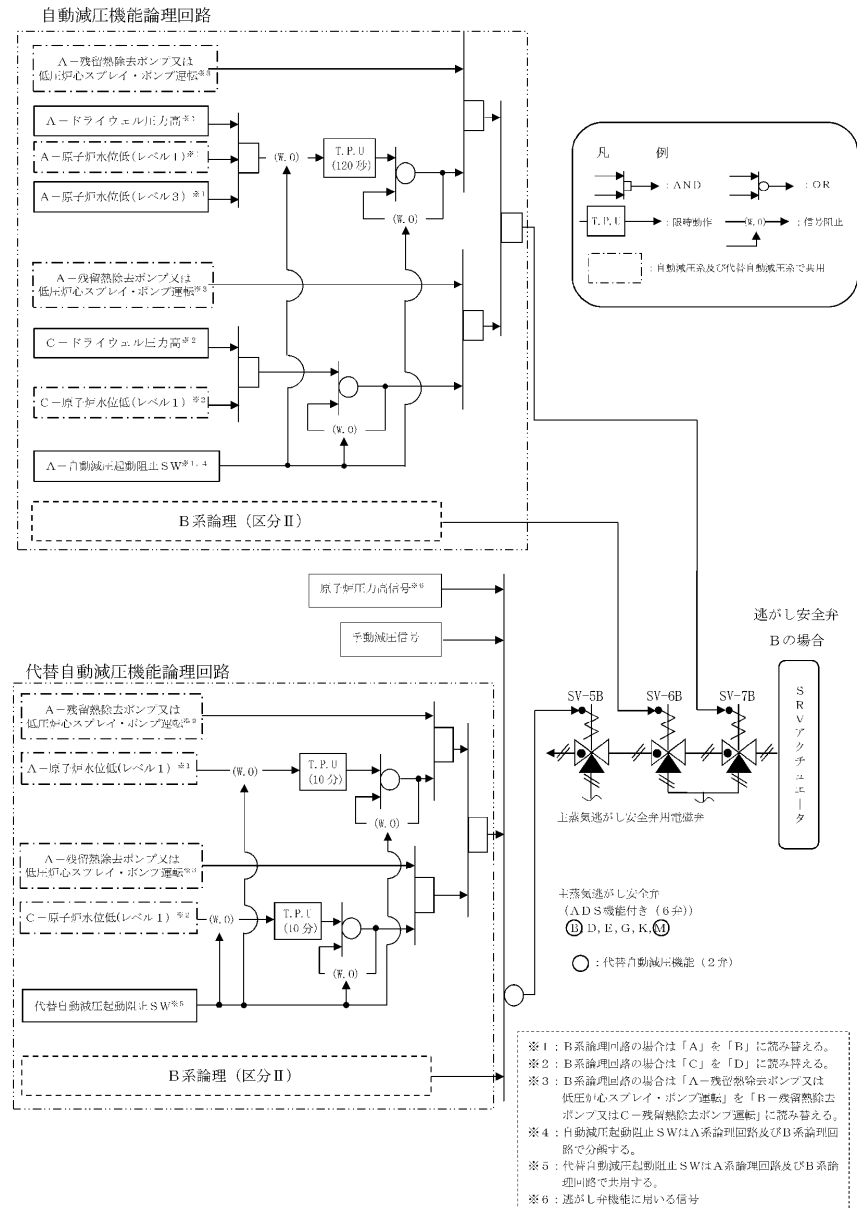 自動減圧機能論理回路
A-残留熱除去ポンプ又は
低圧炉心スプレイ・ポンプ運転※3
A-ドライウェル圧力高※1
A-原子炉水位低(レベル1)※1
A-原子炉水位低(レベル3)※1
(W.O)
T.P.U
(120秒)
(W.O)
A-残留熱除去ポンプ又は
低圧炉心スプレイ・ポンプ運転※3
C-ドライウェル圧力高※2
C-原子炉水位低(レベル1)※2
(W.O)
A-自動減圧起動阻止SW※1,4
B系論理(区分Ⅱ)
凡 例
:AND
:OR
T.P.U
:限時動作
(W.O)
:信号阻止
:自動減圧系及び代替自動減圧系で共用
原子炉圧力高信号※6
手動減圧信号
代替自動減圧機能論理回路
A-残留熱除去ポンプ又は
低圧炉心スプレイ・ポンプ運転
A-原子炉水位低(レベル1)※1
(W.O)
T.P.U
(10分)
(W.O)
A-残留熱除去ポンプ又は
低圧炉心スプレイ・ポンプ運転※3
C-原子炉水位低(レベル1)※2
(W.O)
T.P.U
(10分)
(W.O)
代替自動減圧起動阻止SW※5
B系論理(区分Ⅱ)
逃がし安全弁
Bの場合
SV-5B
SV-6B
SV-7B
SRVアクチュエータ
主蒸気逃がし安全弁用電磁弁
主蒸気逃がし安全弁
(ADS機能付き(6弁))
B, D, E, G, K, M
○:代替自動減圧機能(2弁)
※1:B系論理回路の場合は「A」を「B」に読み替える。
※2:B系論理回路の場合は「C」を「D」に読み替える。
※3:B系論理回路の場合は「A-残留熱除去ポンプ又は
低圧炉心スプレイ・ポンプ運転」を「B-残留熱除去
ポンプ又はC-残留熱除去ポンプ運転」に読み替える。
※4:自動減圧起動阻止SWはA系論理回路及びB系論理回
路で分離する。
※5:代替自動減圧起動阻止SWはA系論理回路及びB系論
理回路で共用する。
※6:逃がし弁機能に用いる信号